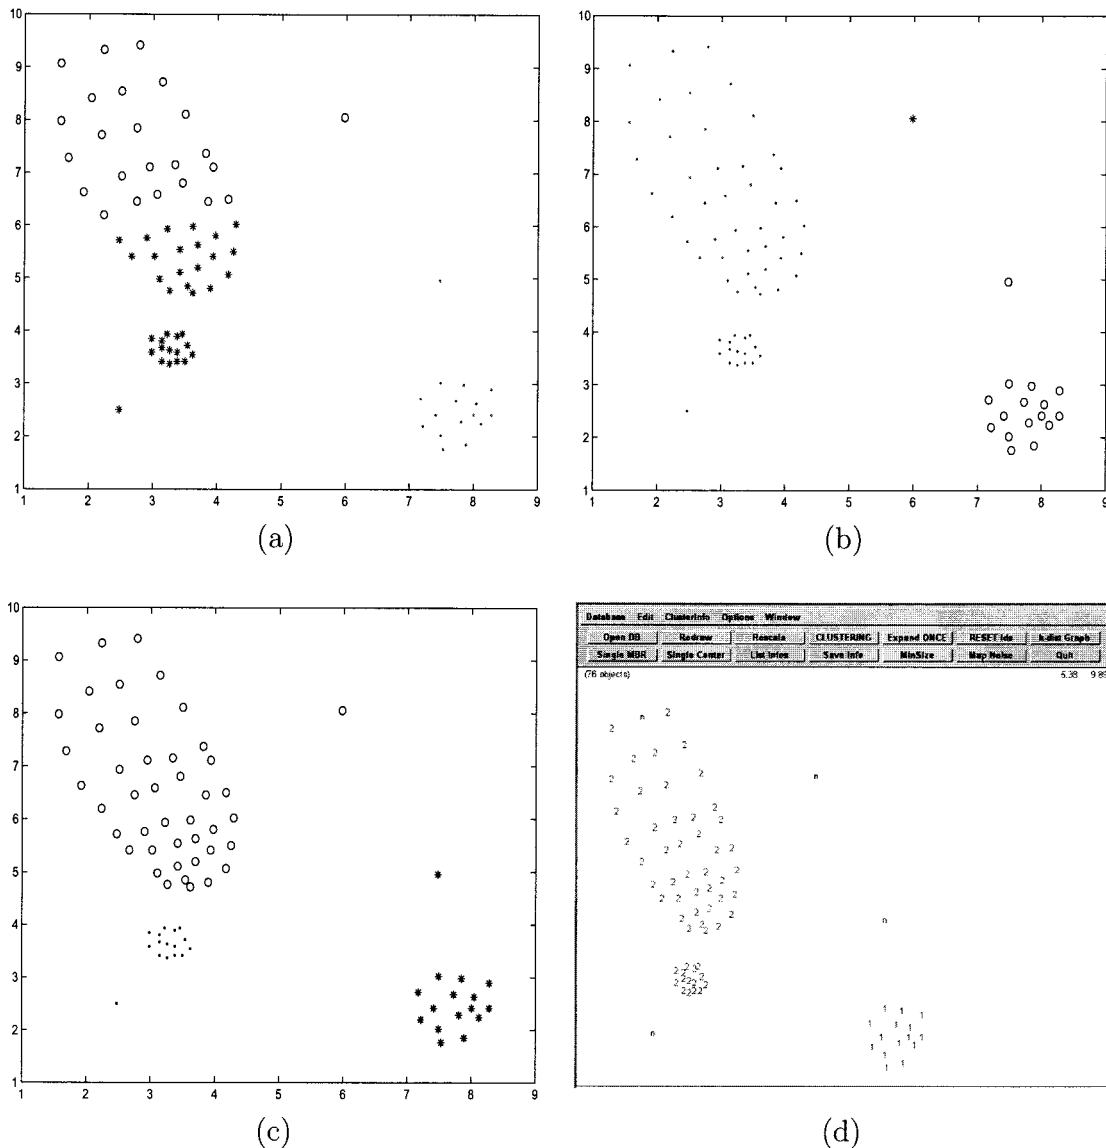 10
9
8
7
6
5
4
3
2
1
1 2 3 4 5 6 7 8 9
(a)
10
9
8
7
6
5
4
3
2
1
1 2 3 4 5 6 7 8 9
(b)
10
9
8
7
6
5
4
3
2
1
1 2 3 4 5 6 7 8 9
(c)
Database Edit ClusterInfo Options Window
Open DB Redraw Rescale CLUSTERING Expand ONCE RESET Ids k-dist Graph
Single MBR Single Center List Infos Save Info MinSize Map Noise Quit
(76 objects)
(d)